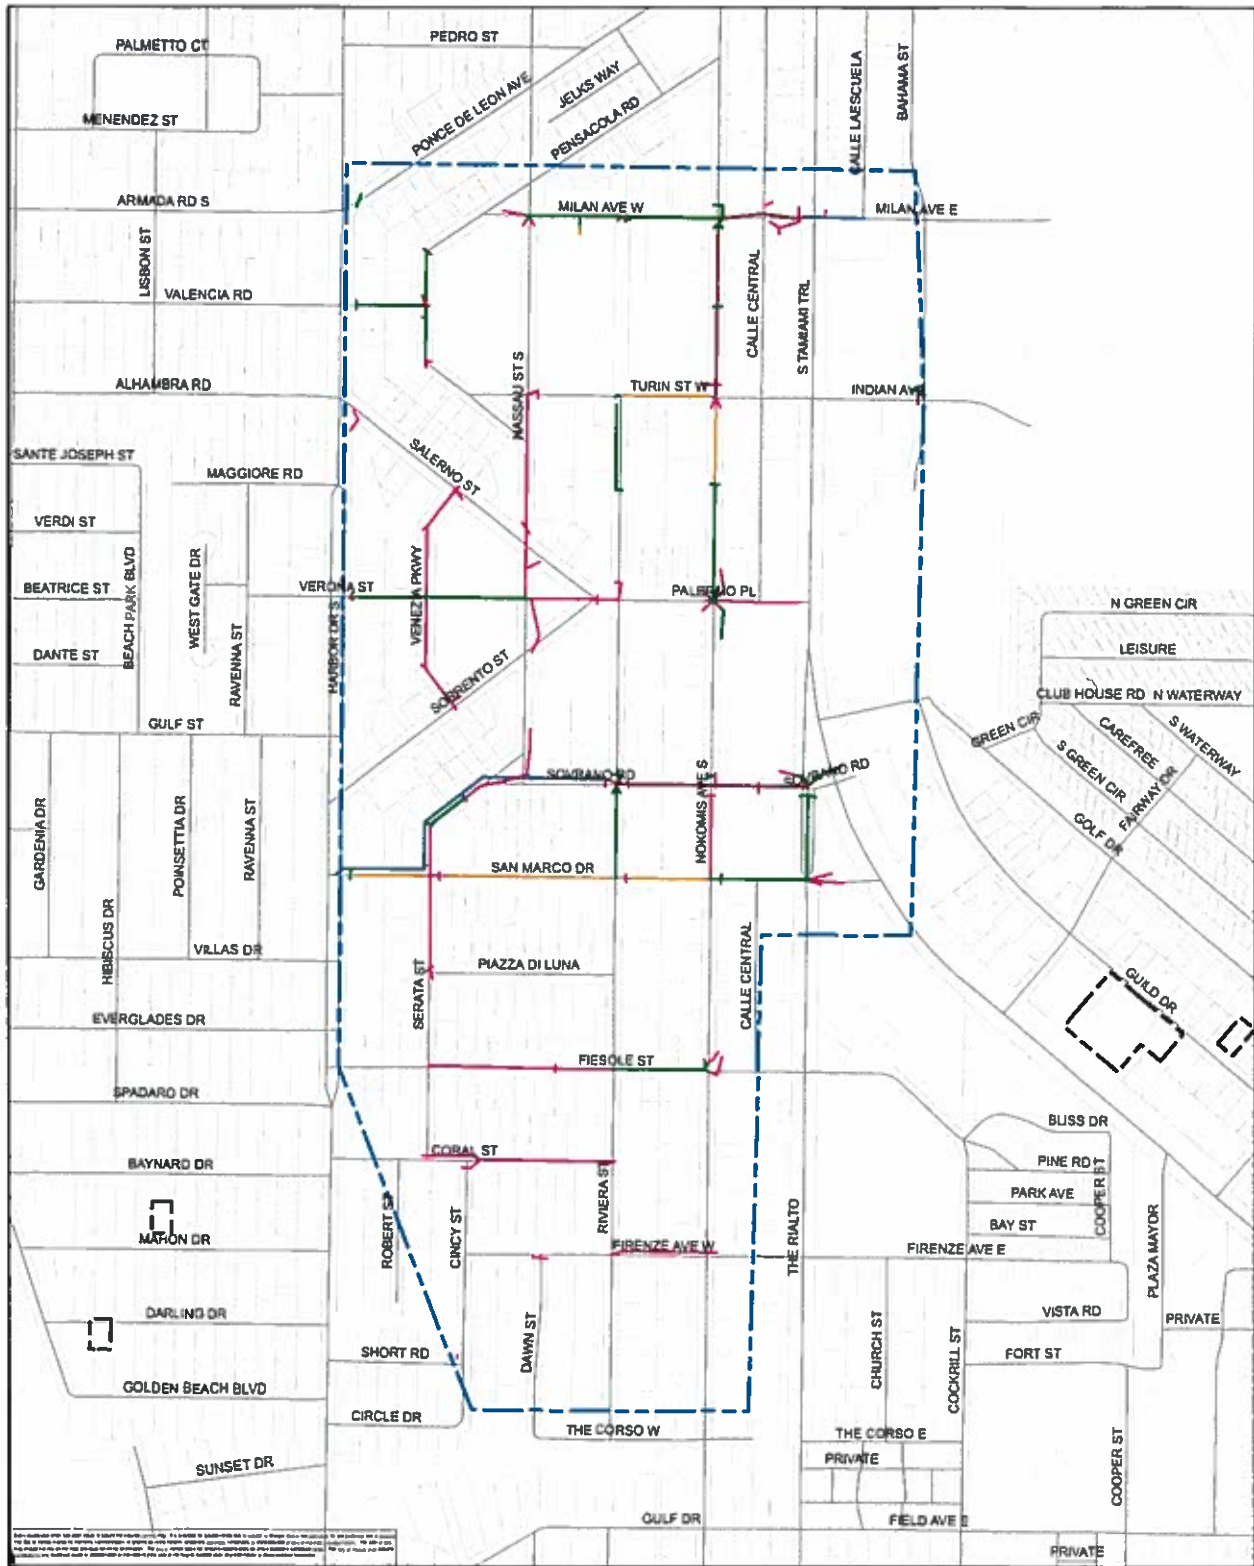 PEDRO ST
PALMETTO CT
PONCE DE LEON AVE
JELKS WAY
PENSACOLA RD
CALLE LAESCUELA
BAHAMA ST
MENENDEZ ST
ARMADA RD S
MILAN AVE W
MILAN AVE E
LISBON ST
VALENCIA RD
CALLE CENTRAL
S TAMIAMI TRL
ALHAMBRA RD
NASSAU ST S
TURIN ST W
INDIAN AVE
SANTE JOSEPH ST
SALERNO ST
MAGGIORE RD
VERDI ST
BEACH PARK BLVD
WEST GATE DR
BEATRICE ST
VERONA ST
VENEZIA PKWY
PALERMO PL
N GREEN CIR
DANTE ST
RAVENNA ST
HARBOR DR S
LEISURE
SORRENTO ST
CLUB HOUSE RD
N WATERWAY
GULF ST
GREEN CIR
CAREFREE
S WATERWAY
S GREEN CIR
FAIRWAY DR
SOVRANO RD
SOVRANO RD
NOKOMIS AVE S
GOLF DR
GARDENIA DR
POINSETTIA DR
RAVENNA ST
SAN MARCO DR
HIBISCUS DR
VILLAS DR
PIAZZA DI LUNA
CALLE CENTRAL
GUILD DR
SERATA ST
EVERGLADES DR
FIESOLE ST
SPADARO DR
BLISS DR
CORAL ST
BAYNARD DR
PINE RD
COOPER ST
PARK AVE
ROBERT ST
CINCY ST
RIVIERA ST
THE RIALTO
BAY ST
PLAZA MAYOR
MAHON DR
FIRENZE AVE W
FIRENZE AVE E
DARLING DR
VISTA RD
PRIVATE
DAWN ST
CHURCH ST
COCKRILL ST
SHORT RD
FORT ST
GOLDEN BEACH BLVD
CIRCLE DR
THE CORSO W
THE CORSO E
PRIVATE
COOPER ST
SUNSET DR
GULF DR
FIELD AVE E
PRIVATE